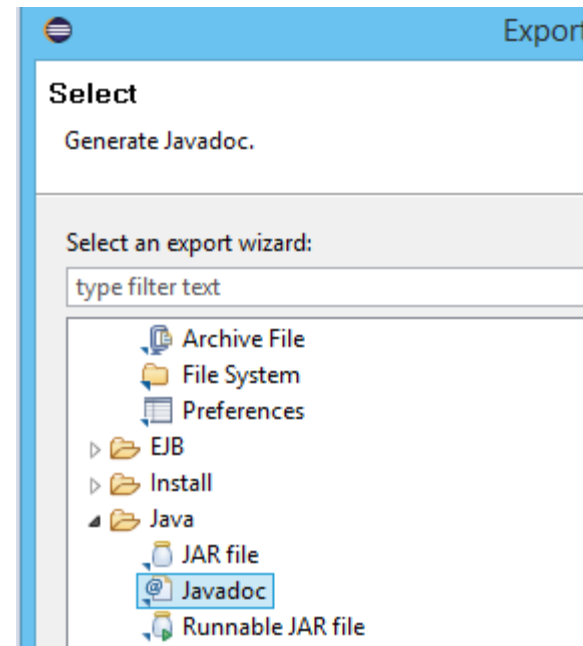 Export
Select
Generate Javadoc.
Select an export wizard:
type filter text
Archive File
File System
Preferences
EJB
Install
Java
JAR file
Javadoc
Runnable JAR file